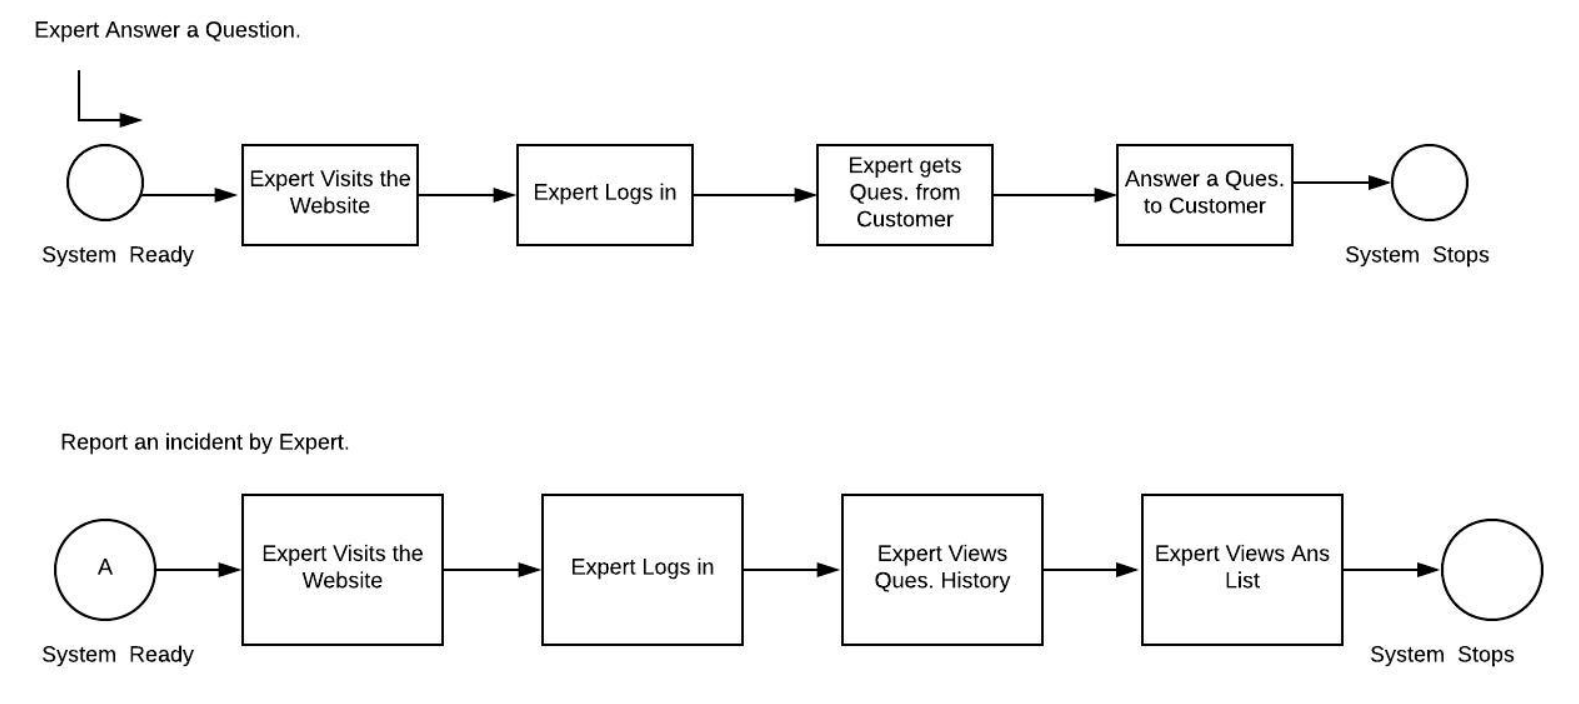 Expert Answer a Question.
Expert Visits the
Website
Expert Logs in
Expert gets
Ques. from
Customer
Answer a Ques.
to Customer
System Ready
System Stops
Report an incident by Expert.
A
Expert Visits the
Website
Expert Logs in
Expert Views
Ques. History
Expert Views Ans
List
System Ready
System Stops